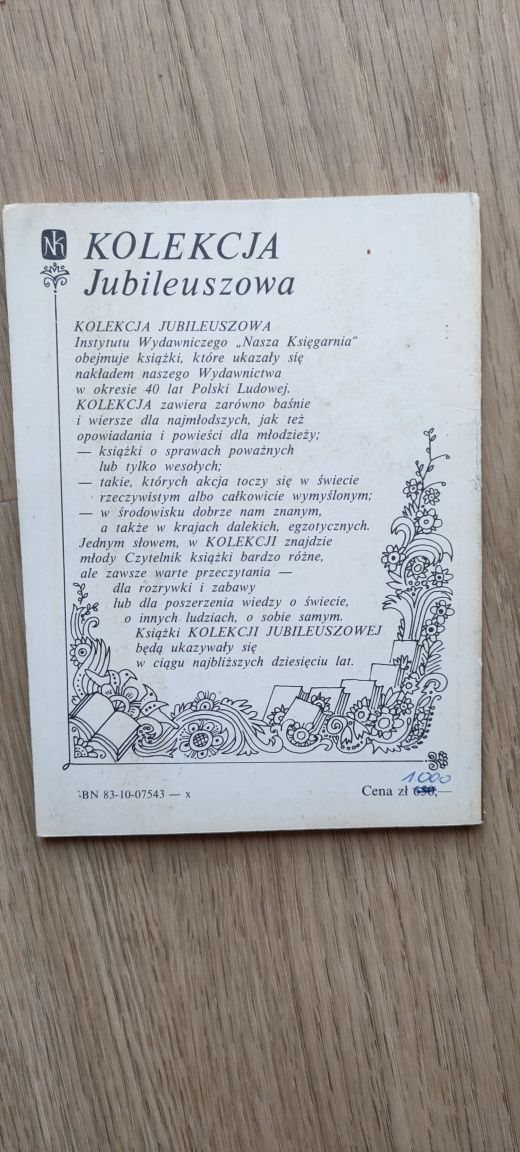 NK
KOLEKCJA
Jubileuszowa
KOLEKCJA JUBILEUSZOWA
Instytutu Wydawniczego „Nasza Księgarnia"
obejmuje książki, które ukazały się
nakładem naszego Wydawnictwa
w okresie 40 lat Polski Ludowej.
KOLEKCJA zawiera zarówno baśnie
i wiersze dla najmłodszych, jak też
opowiadania i powieści dla młodzieży;
— książki o sprawach poważnych
lub tylko wesołych;
— takie, których akcja toczy się w świecie
rzeczywistym albo całkowicie wymyślonym;
— w środowisku dobrze nam znanym,
a także w krajach dalekich, egzotycznych.
Jednym słowem, w KOLEKCJI znajdzie
młody Czytelnik książki bardzo różne,
ale zawsze warte przeczytania —
dla rozrywki i zabawy
lub dla poszerzenia wiedzy o świecie,
o innych ludziach, o sobie samym.
Książki KOLEKCJI JUBILEUSZOWEJ
będą ukazywały się
w ciągu najbliższych dziesięciu lat.
1000
SBN 83-10-07543 — x
Cena zł 650,—